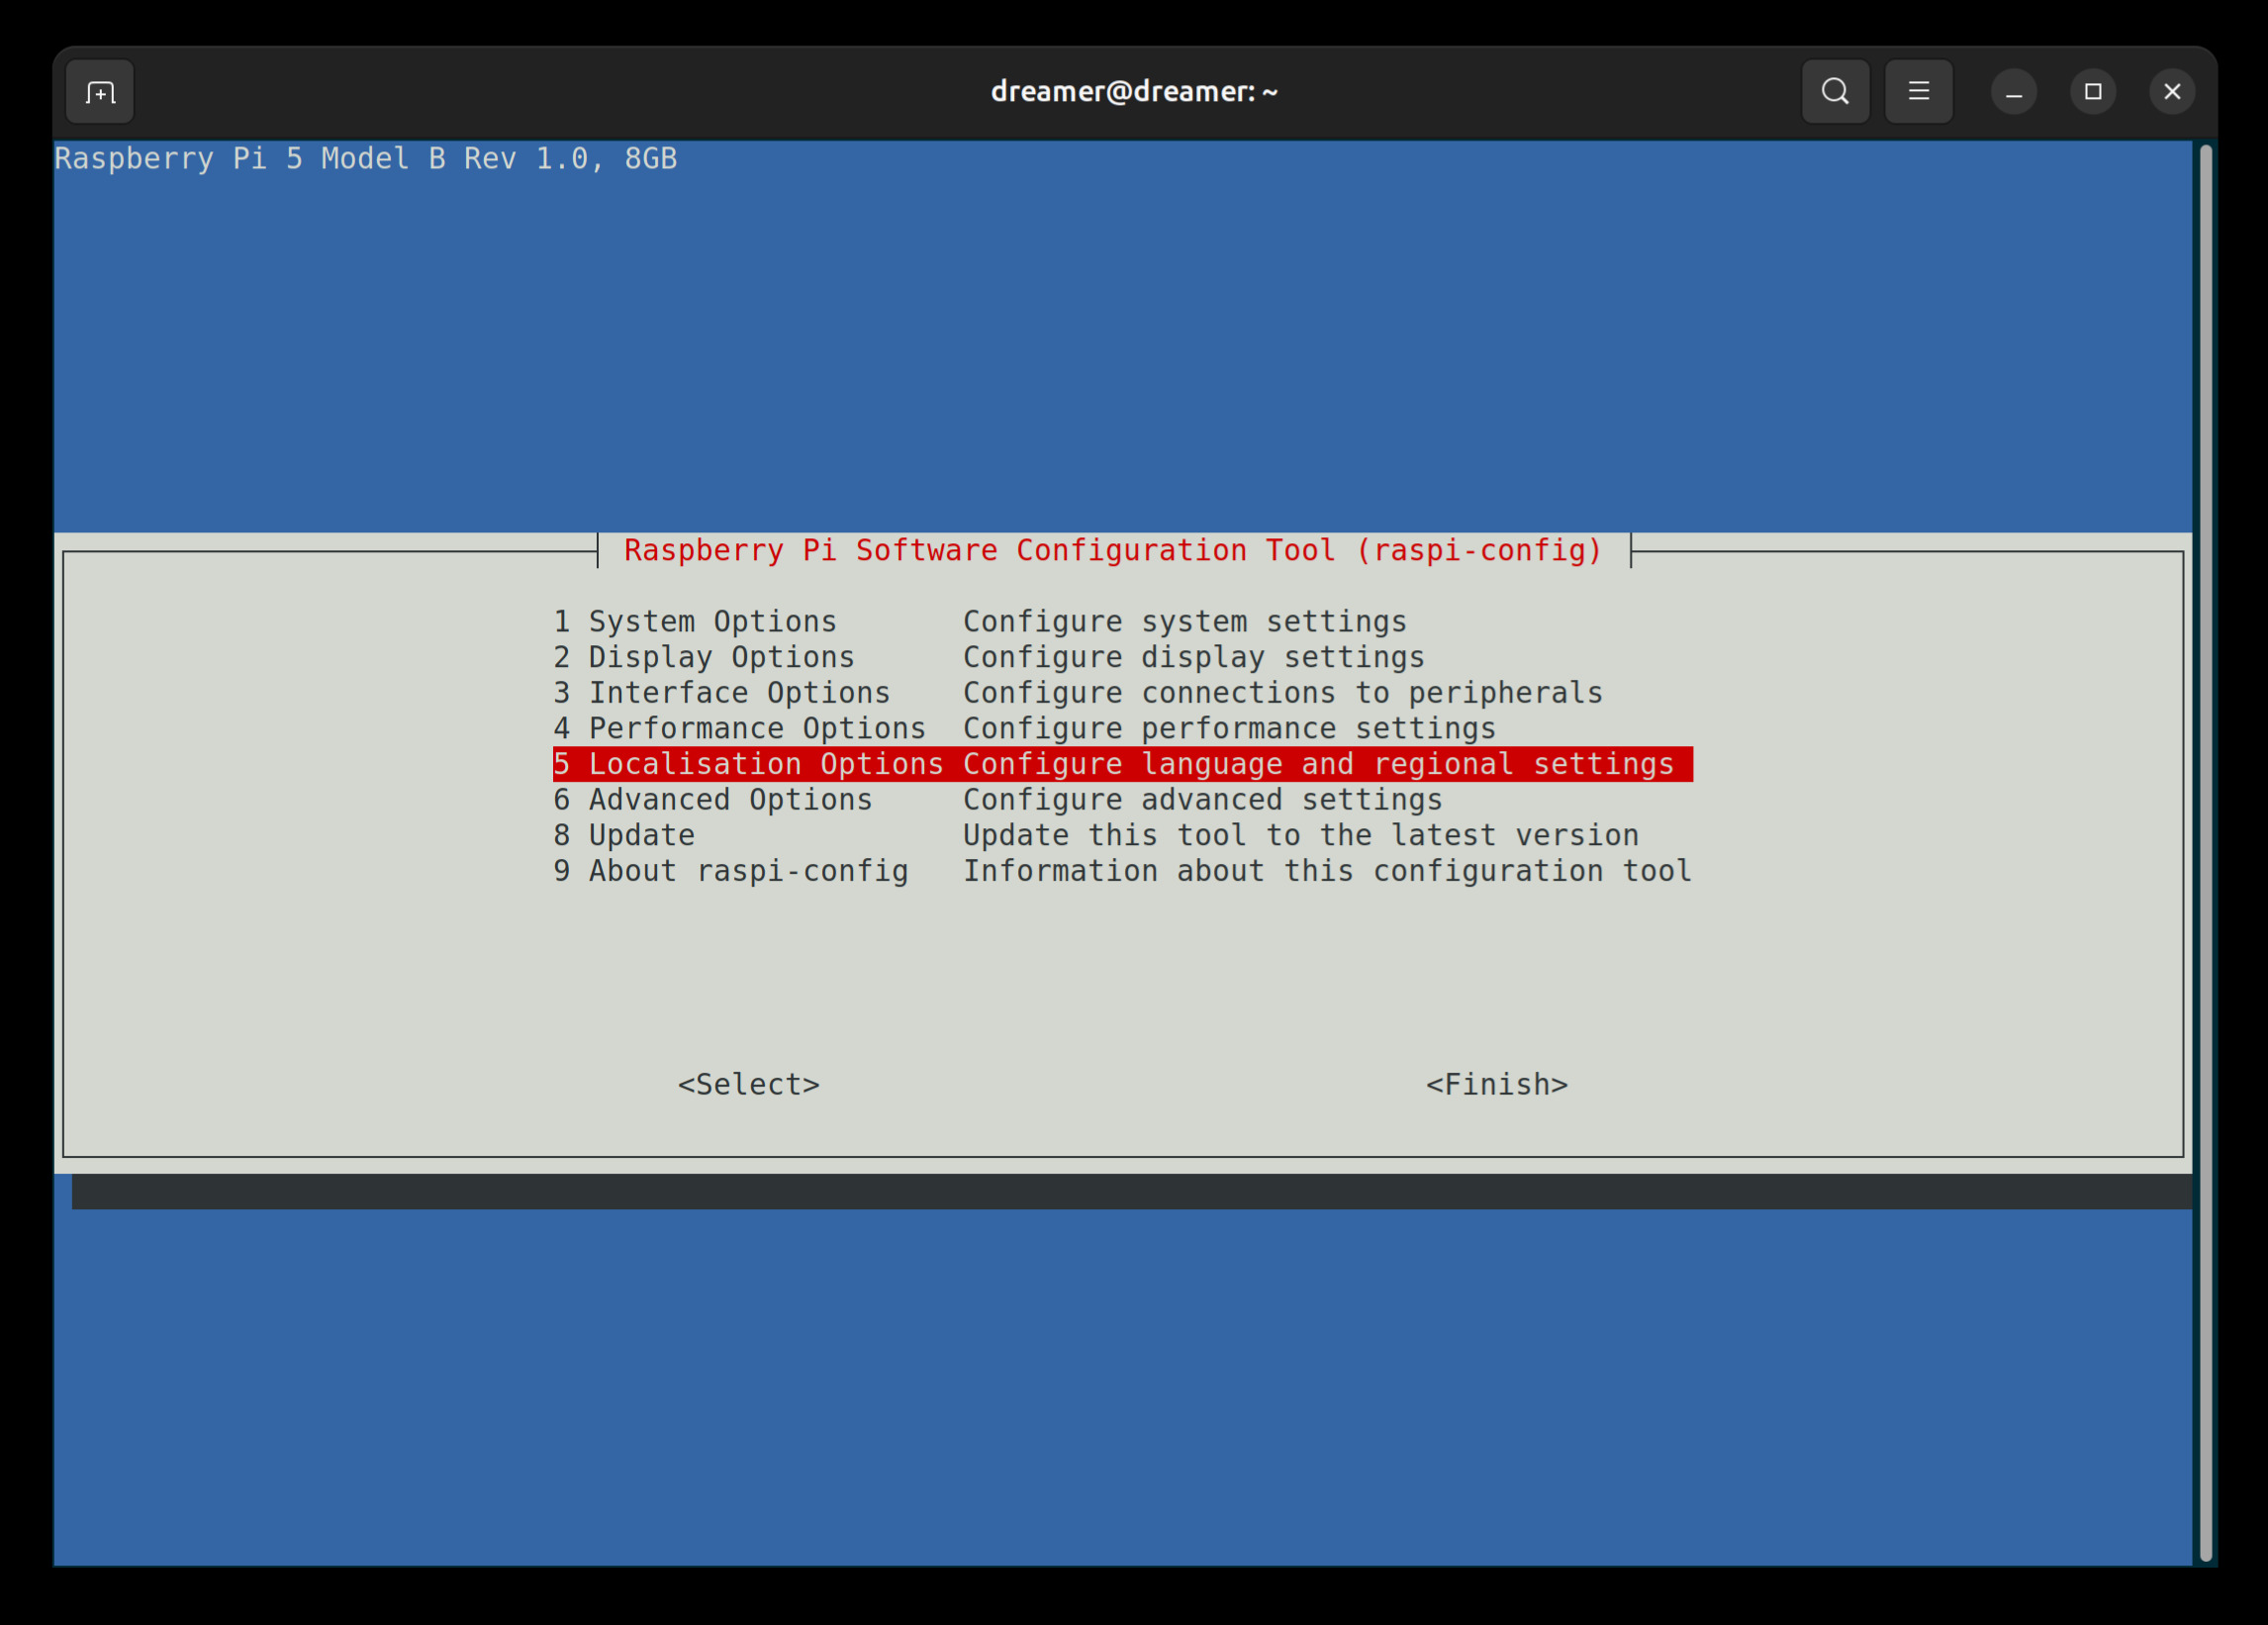 dreamer@dreamer: ~
Raspberry Pi 5 Model B Rev 1.0, 8GB
Raspberry Pi Software Configuration Tool (raspi-config)
1 System Options       Configure system settings
2 Display Options      Configure display settings
3 Interface Options    Configure connections to peripherals
4 Performance Options  Configure performance settings
5 Localisation Options Configure language and regional settings
6 Advanced Options     Configure advanced settings
8 Update               Update this tool to the latest version
9 About raspi-config   Information about this configuration tool
<Select>                                  <Finish>